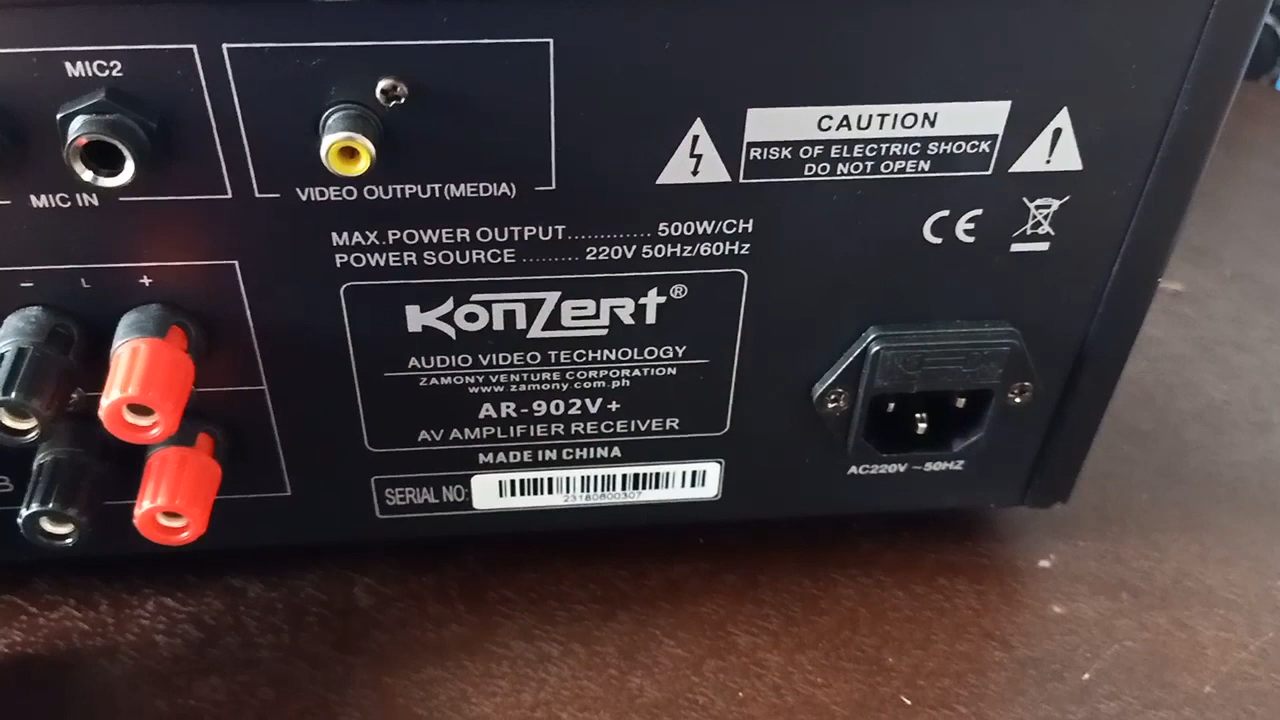 MIC2
MIC IN
VIDEO OUTPUT(MEDIA)
CAUTION
RISK OF ELECTRIC SHOCK
DO NOT OPEN
MAX.POWER OUTPUT............. 500W/CH
POWER SOURCE ......... 220V 50Hz/60Hz
CE
- L +
B
KonZert®
AUDIO VIDEO TECHNOLOGY
ZAMONY VENTURE CORPORATION
www.zamony.com.ph
AR-902V+
AV AMPLIFIER RECEIVER
MADE IN CHINA
SERIAL NO:
23180600307
AC220V ~50HZ